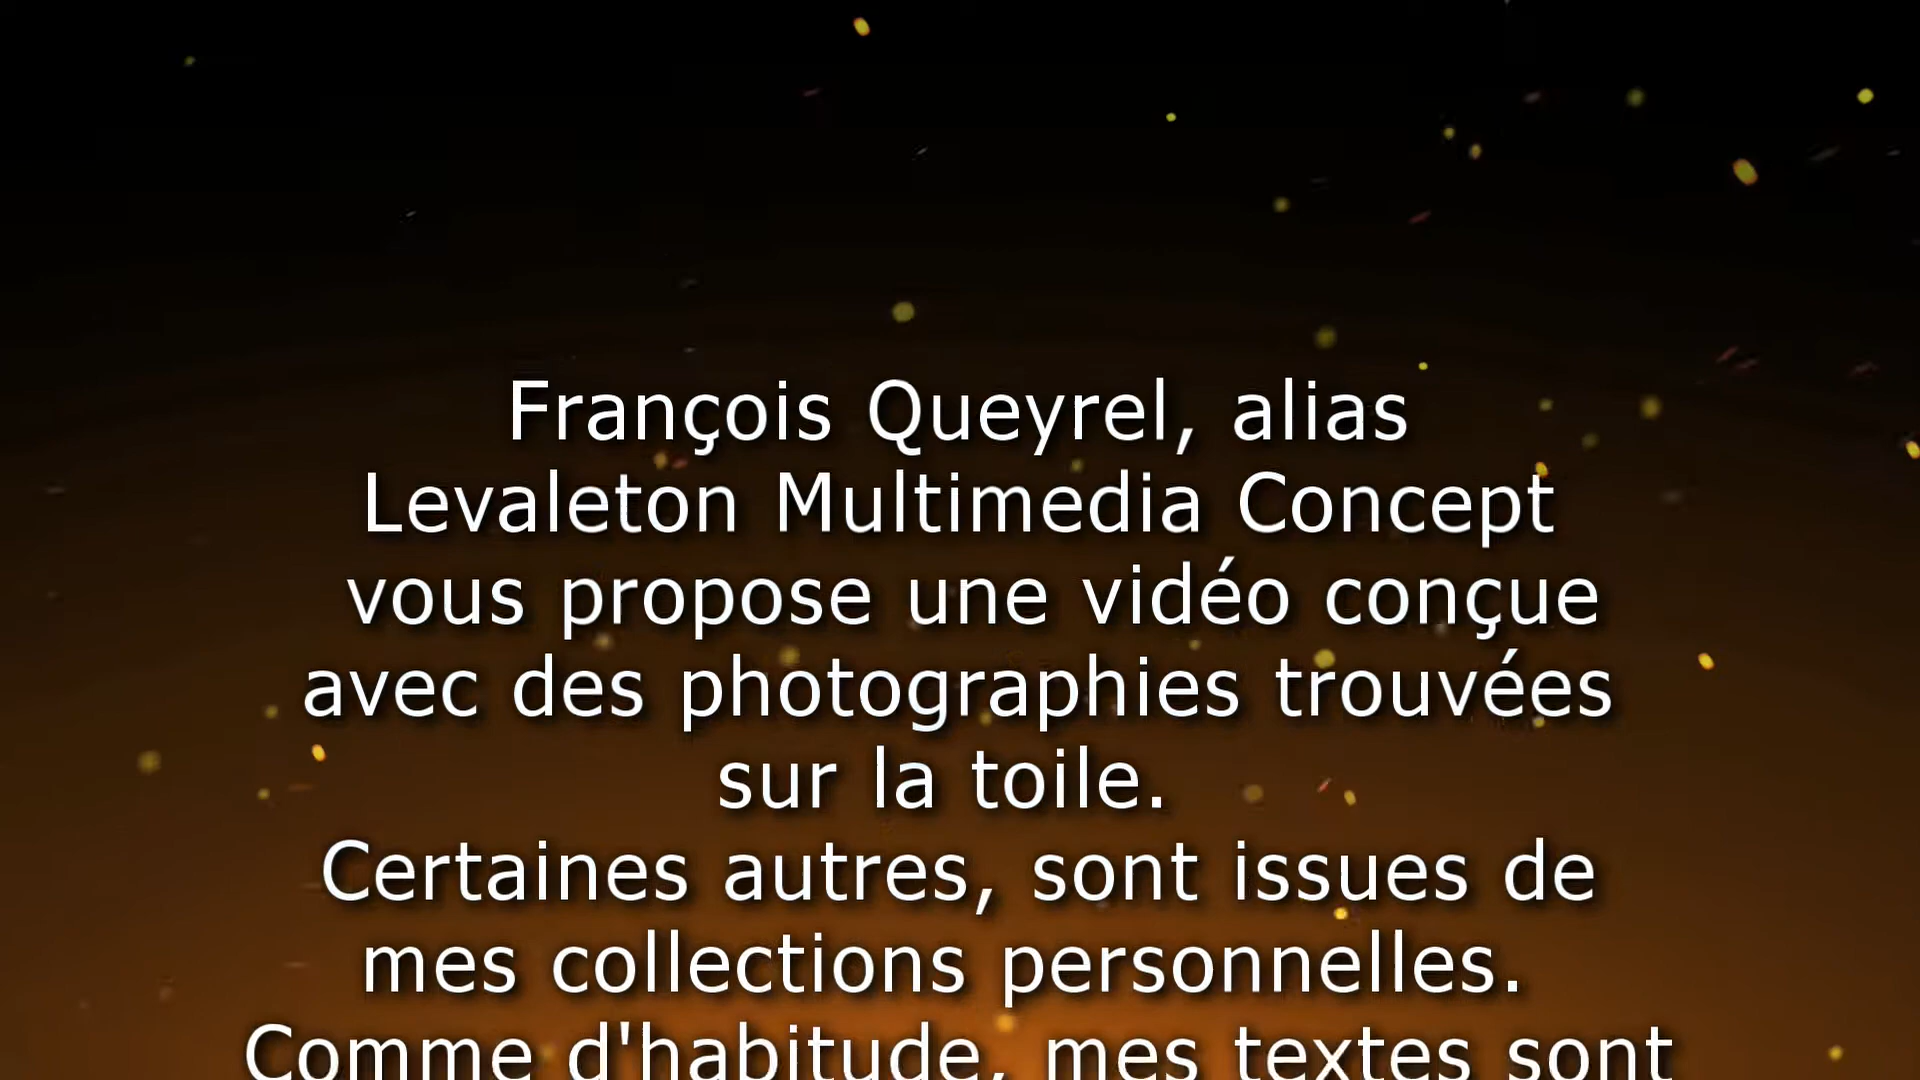 François Queyrel, alias
Levaleton Multimedia Concept
vous propose une vidéo conçue
avec des photographies trouvées
sur la toile.
Certaines autres, sont issues de
mes collections personnelles.
Comme d'habitude, mes textes sont